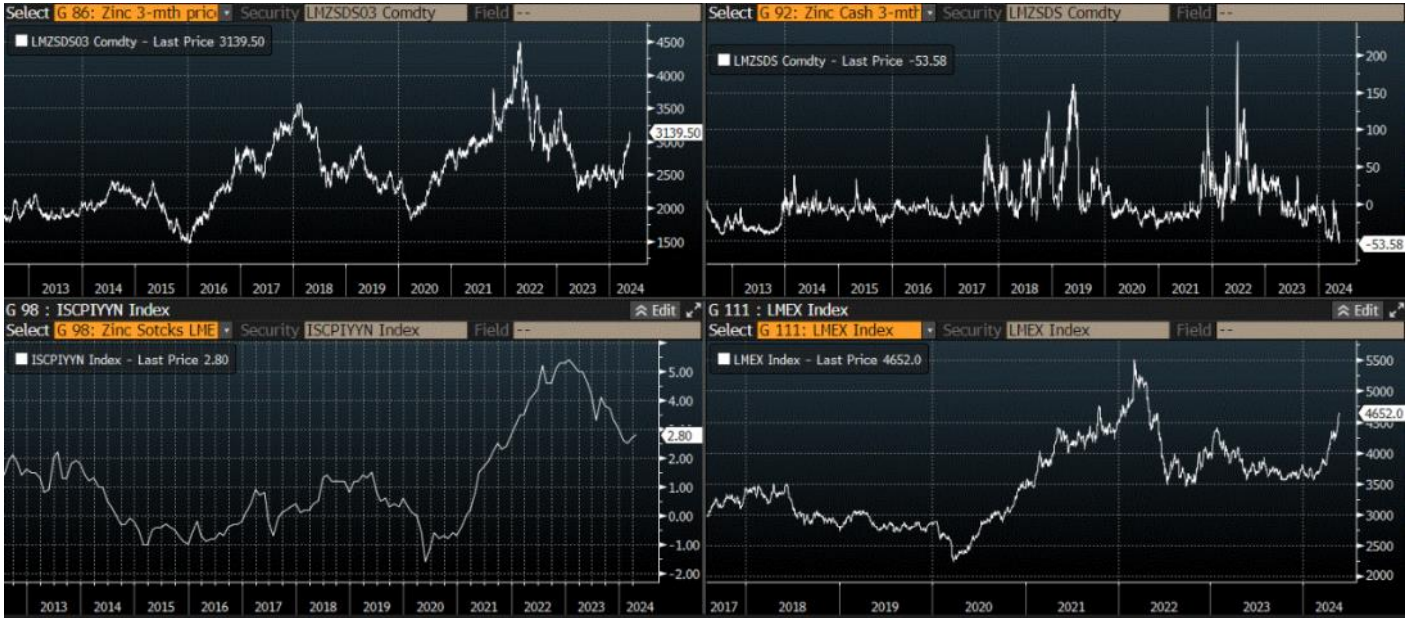 Select G 86: Zinc 3-mth pric Security LMZSDS03 Comdty Field --
LMZSDS03 Comdty - Last Price 3139.50
4500
4000
3500
3139.50
3000
2500
2000
1500
2013 2014 2015 2016 2017 2018 2019 2020 2021 2022 2023 2024
Select G 92: Zinc Cash 3-mth Security LMZSDS Comdty Field --
LMZSDS Comdty - Last Price -53.58
200
150
100
50
0
-53.58
2013 2014 2015 2016 2017 2018 2019 2020 2021 2022 2023 2024
G 98 : ISCPIYYN Index Edit
Select G 98: Zinc Sotcks LME Security ISCPIYYN Index Field --
ISCPIYYN Index - Last Price 2.80
5.00
4.00
2.80
2.00
1.00
0.00
-1.00
-2.00
2013 2014 2015 2016 2017 2018 2019 2020 2021 2022 2023 2024
G 111 : LMEX Index Edit
Select G 111: LMEX Index Security LMEX Index Field --
LMEX Index - Last Price 4652.0
5500
5000
4652.0
4500
4000
3500
3000
2500
2000
2017 2018 2019 2020 2021 2022 2023 2024